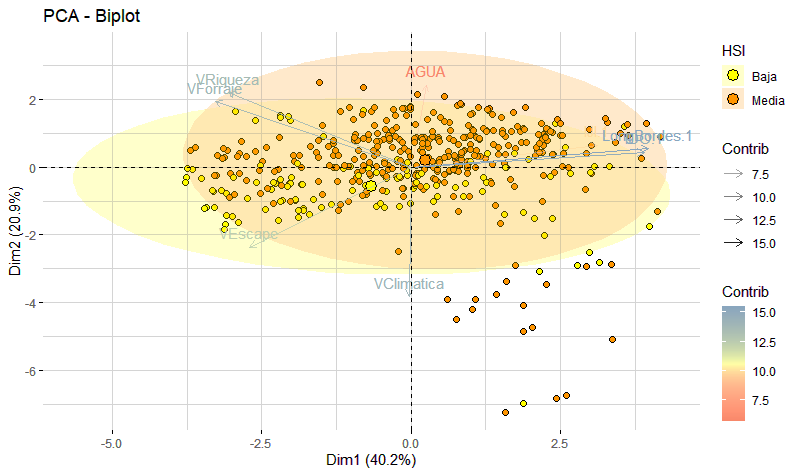 PCA - Biplot
VRiqueza
VForraje
AGUA
Bordes.1
VEscape
VClimatica
2
0
-2
-4
-6
-5.0
-2.5
0.0
2.5
Dim1 (40.2%)
Dim2 (20.9%)
HSI
Baja
Media
Contrib
7.5
10.0
12.5
15.0
Contrib
15.0
12.5
10.0
7.5